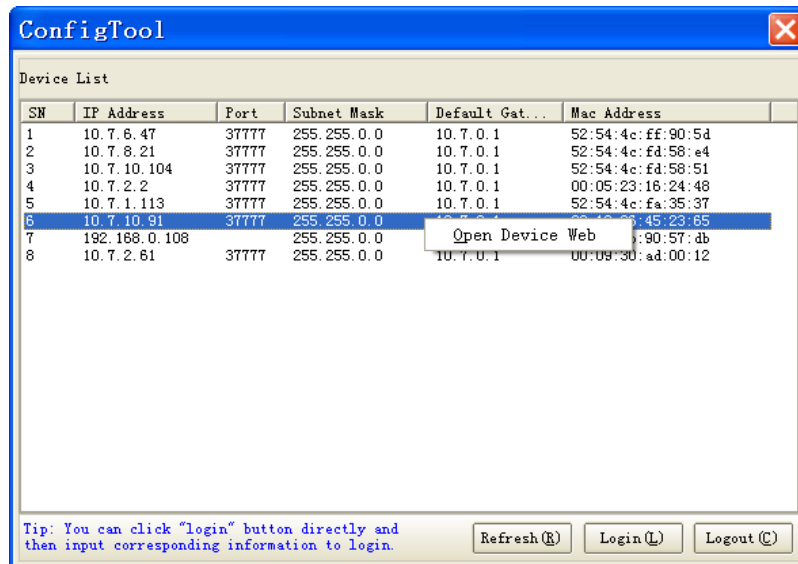 ConfigTool
Device List
SN IP Address Port Subnet Mask Default Gat... Mac Address
1 10.7.6.47 37777 255.255.0.0 10.7.0.1 52:54:4c:ff:90:5d
2 10.7.8.21 37777 255.255.0.0 10.7.0.1 52:54:4c:fd:58:e4
3 10.7.10.104 37777 255.255.0.0 10.7.0.1 52:54:4c:fd:58:51
4 10.7.2.2 37777 255.255.0.0 10.7.0.1 00:05:23:16:24:48
5 10.7.1.113 37777 255.255.0.0 10.7.0.1 52:54:4c:fa:35:37
6 10.7.10.91 37777 255.255.0.0 :45:23:65
Open Device Web
7 192.168.0.108 255.255.0.0 :90:57:db
8 10.7.2.61 37777 255.255.0.0 10.7.0.1 00:09:30:ad:00:12
Tip: You can click "login" button directly and
then input corresponding information to login.
Refresh(R) Login(L) Logout(C)